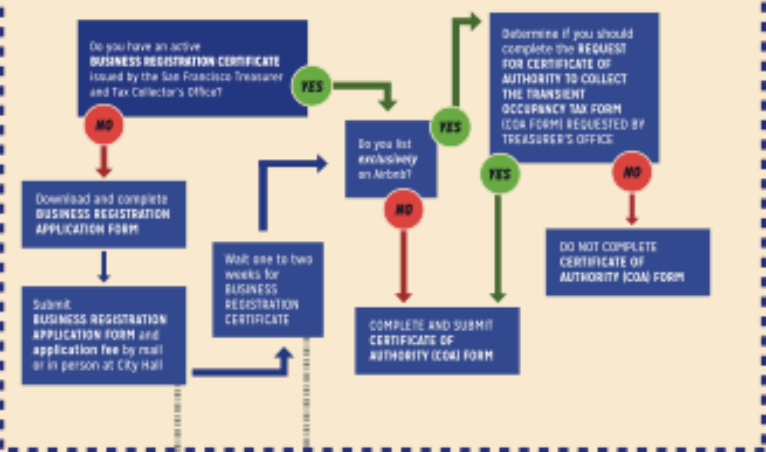 Do you have an active
BUSINESS REGISTRATION CERTIFICATE
issued by the San Francisco Treasurer
and Tax Collector's Office?
YES
NO
Download and complete
BUSINESS REGISTRATION
APPLICATION FORM
Submit
BUSINESS REGISTRATION
APPLICATION FORM and
application fee by mail
or in person at City Hall
Wait one to two
weeks for
BUSINESS
REGISTRATION
CERTIFICATE
Do you list
exclusively
on Airbnb?
YES
NO
Determine if you should
complete the REQUEST
FOR CERTIFICATE OF
AUTHORITY TO COLLECT
THE TRANSIENT
OCCUPANCY TAX FORM
(COA FORM) REQUESTED BY
TREASURER'S OFFICE
YES
NO
COMPLETE AND SUBMIT
CERTIFICATE OF
AUTHORITY (COA) FORM
DO NOT COMPLETE
CERTIFICATE OF
AUTHORITY (COA) FORM